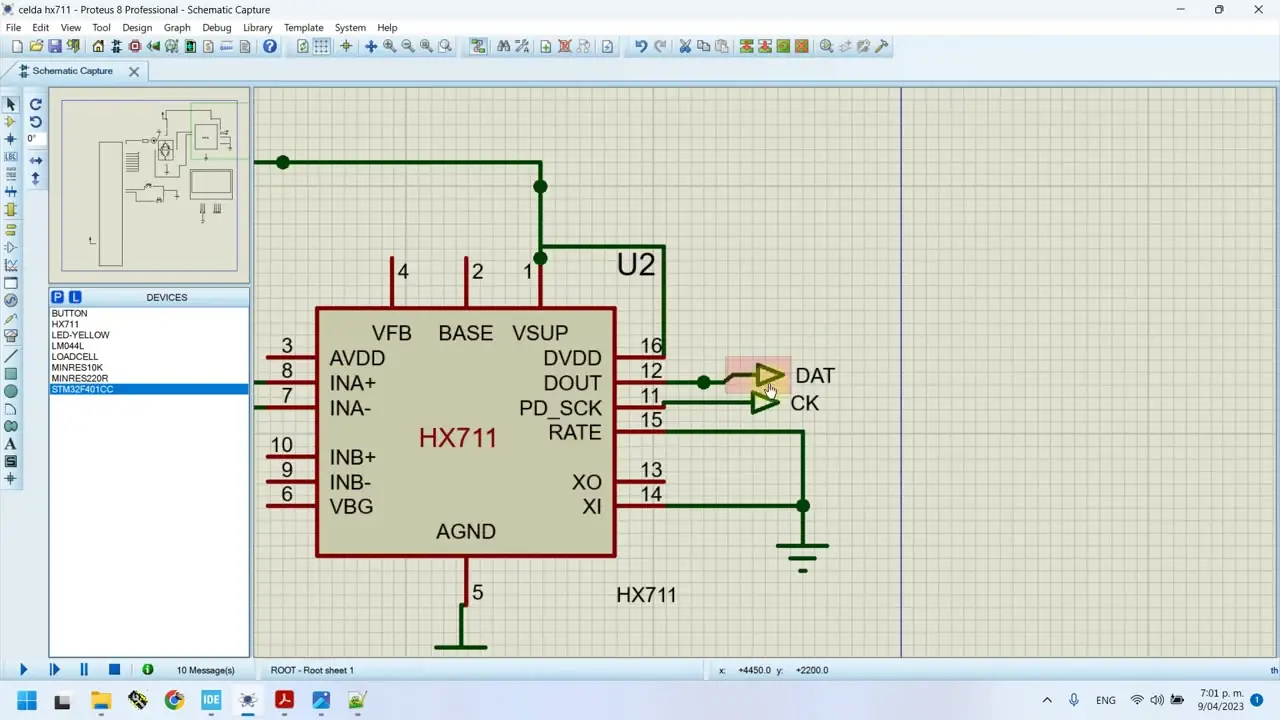 celda hx711 - Proteus 8 Professional - Schematic Capture
File Edit View Tool Design Graph Debug Library Template System Help
Schematic Capture
0°
LBL
P L DEVICES
BUTTON
HX711
LED-YELLOW
LM044L
LOADCELL
MINRES10K
MINRES220R
STM32F401CC
A
U2
4 2 1
VFB BASE VSUP
3 AVDD DVDD 16
8 INA+ DOUT 12 DAT
7 INA- PD_SCK 11 CK
HX711 RATE 15
10 INB+
9 INB- XO 13
6 VBG XI 14
AGND
5
HX711
10 Message(s) ROOT - Root sheet 1 x: +4450.0 y: +2200.0 th
IDE
ENG
7:01 p. m.
9/04/2023
1